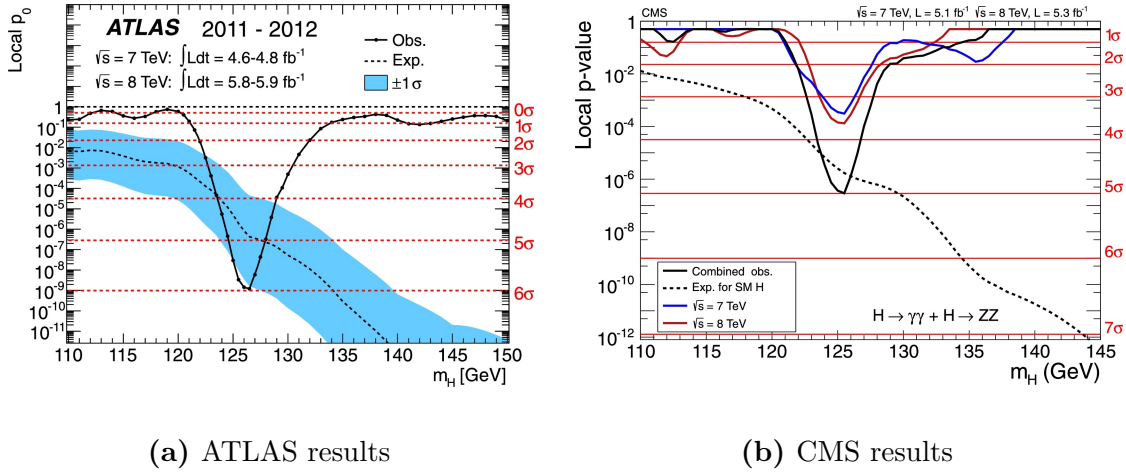 ATLAS 2011 - 2012
√s = 7 TeV: ∫Ldt = 4.6-4.8 fb⁻¹
√s = 8 TeV: ∫Ldt = 5.8-5.9 fb⁻¹
Obs.
Exp.
±1σ
Local p₀
1
10⁻¹
10⁻²
10⁻³
10⁻⁴
10⁻⁵
10⁻⁶
10⁻⁷
10⁻⁸
10⁻⁹
10⁻¹⁰
10⁻¹¹
0σ
1σ
2σ
3σ
4σ
5σ
6σ
110 115 120 125 130 135 140 145 150
m_H [GeV]
(a) ATLAS results
CMS
√s = 7 TeV, L = 5.1 fb⁻¹ √s = 8 TeV, L = 5.3 fb⁻¹
Local p-value
1
10⁻²
10⁻⁴
10⁻⁶
10⁻⁸
10⁻¹⁰
10⁻¹²
1σ
2σ
3σ
4σ
5σ
6σ
7σ
Combined obs.
Exp. for SM H
√s = 7 TeV
√s = 8 TeV
H → γγ + H → ZZ
110 115 120 125 130 135 140 145
m_H (GeV)
(b) CMS results